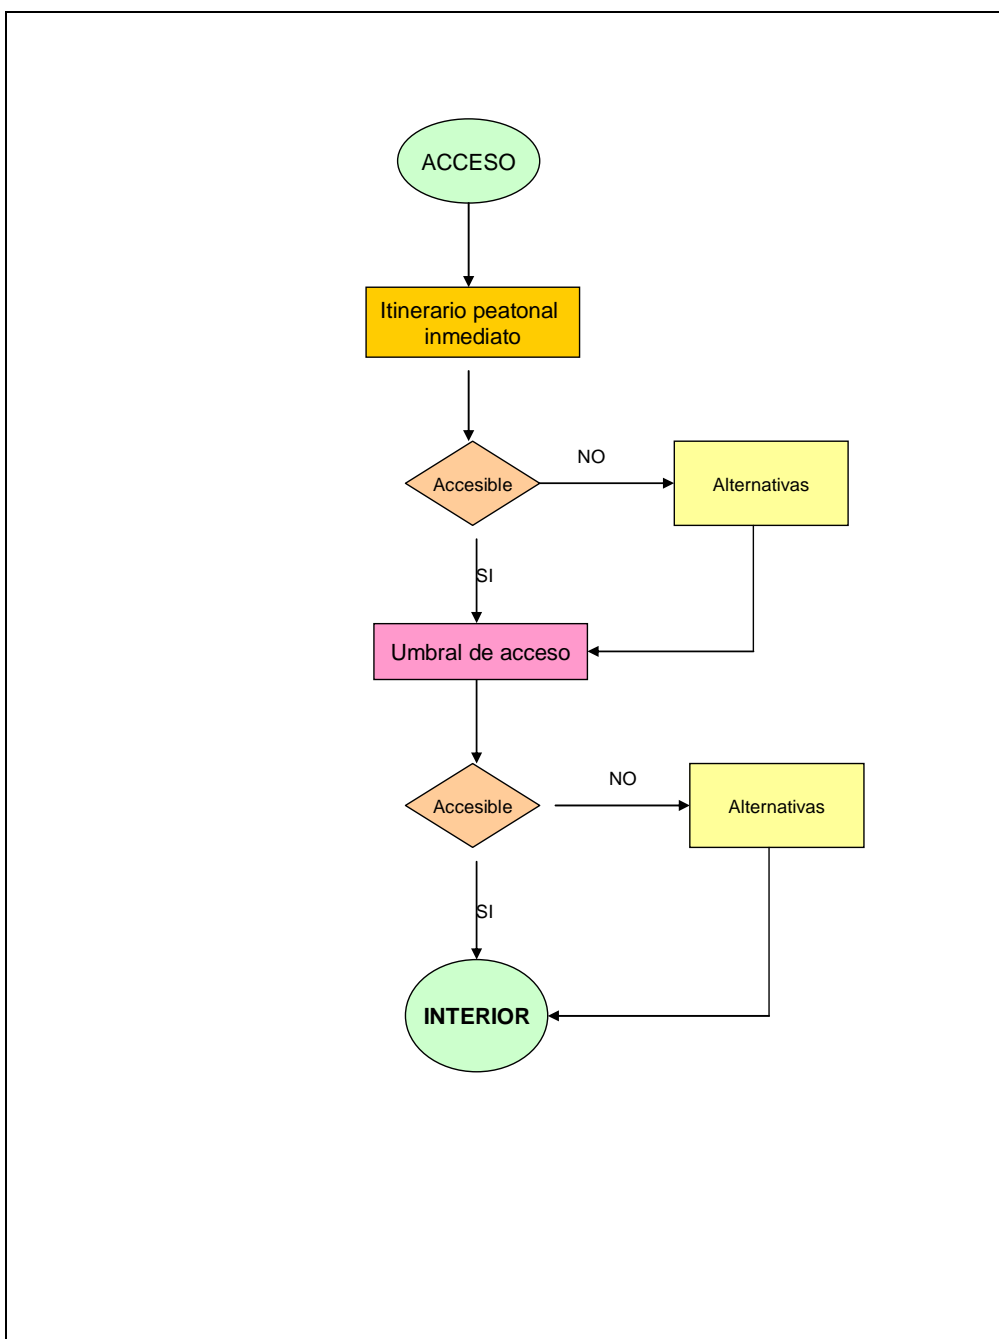 ACCESO
Itinerario peatonal
inmediato
NO
Accesible
Alternativas
SI
Umbral de acceso
NO
Accesible
Alternativas
SI
INTERIOR